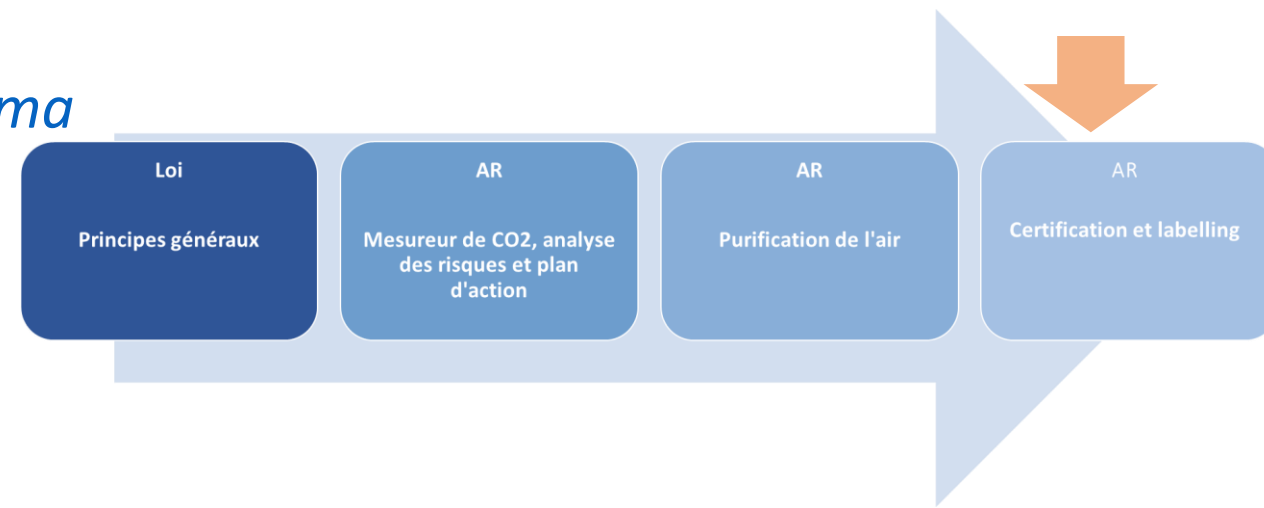 ma
Loi
Principes généraux
AR
Mesureur de CO2, analyse
des risques et plan
d'action
AR
Purification de l'air
AR
Certification et labelling